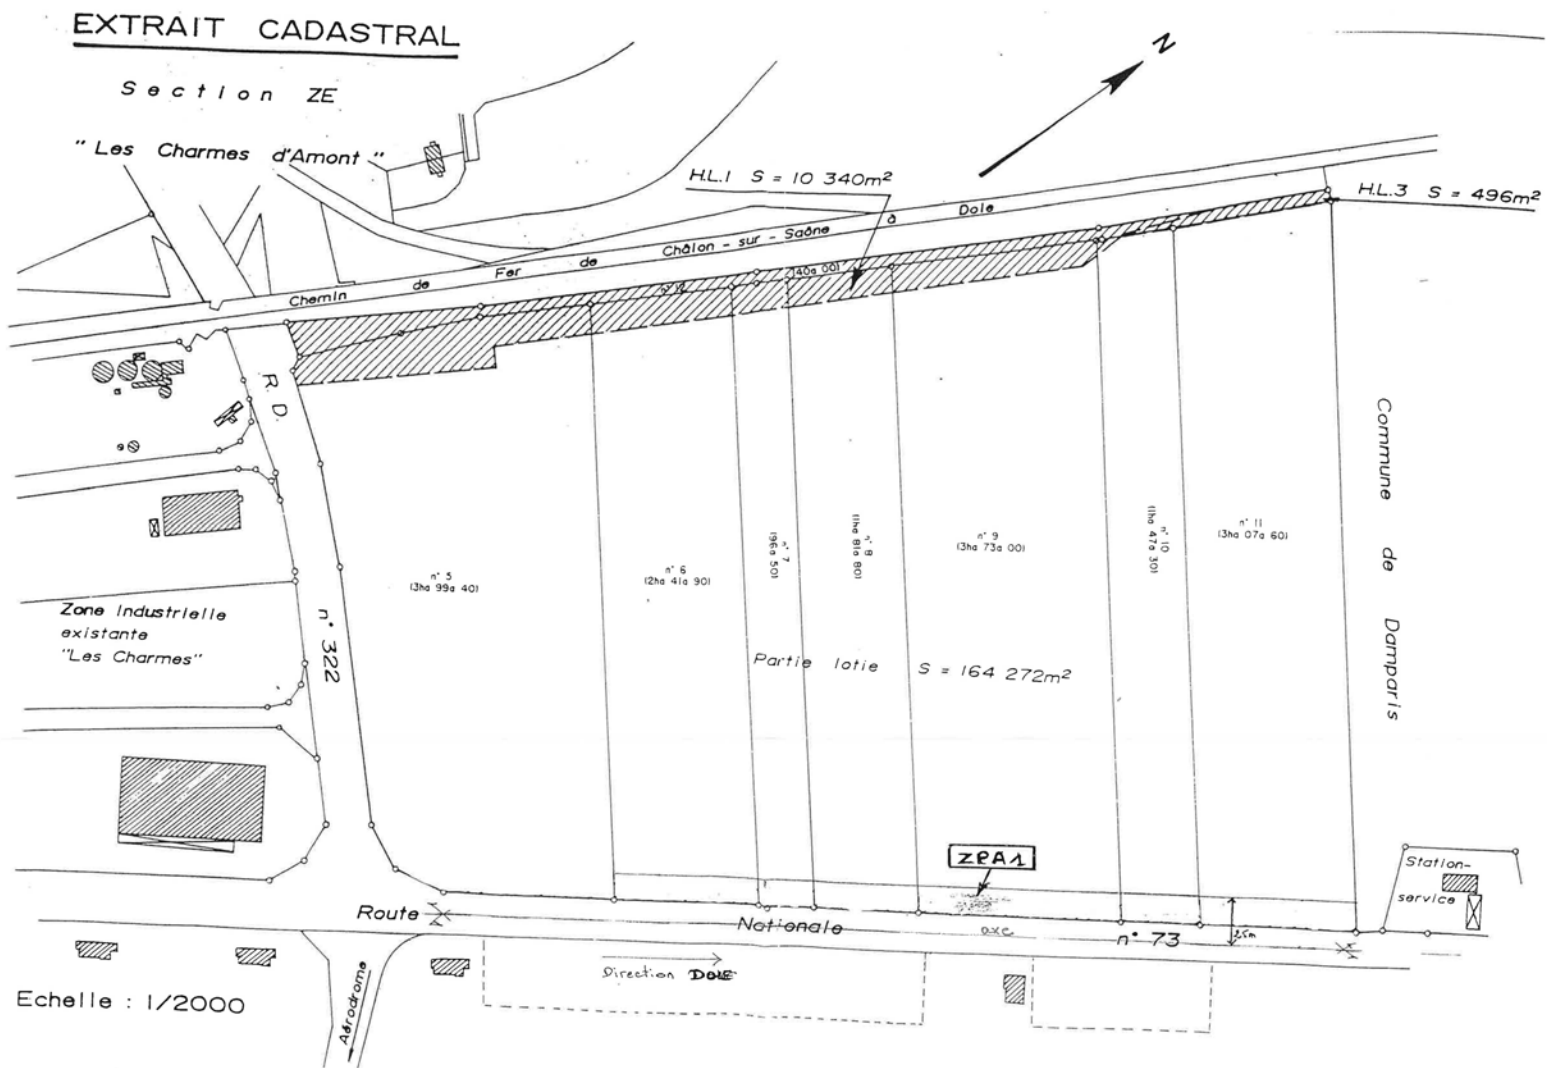 EXTRAIT CADASTRAL
Section ZE
" Les Charmes d'Amont "
N
H.L.1 S = 10 340m²
H.L.3 S = 496m²
Chemin de Fer de Châlon - sur - Saône à Dole
n° 12
(40a 00)
R. D. n° 322
Commune de Damparis
n° 5
(3ha 99a 40)
n° 6
(2ha 41a 90)
n° 7
(96a 50)
n° 8
(1ha 81a 80)
n° 9
(3ha 73a 00)
n° 10
(1ha 47a 30)
n° 11
(3ha 07a 60)
Zone Industrielle
existante
"Les Charmes"
Partie lotie S = 164 272m²
ZPA1
Station-
service
Route Nationale n° 73
axe
25m
Direction DOLE
Aérodrome
Echelle : 1/2000